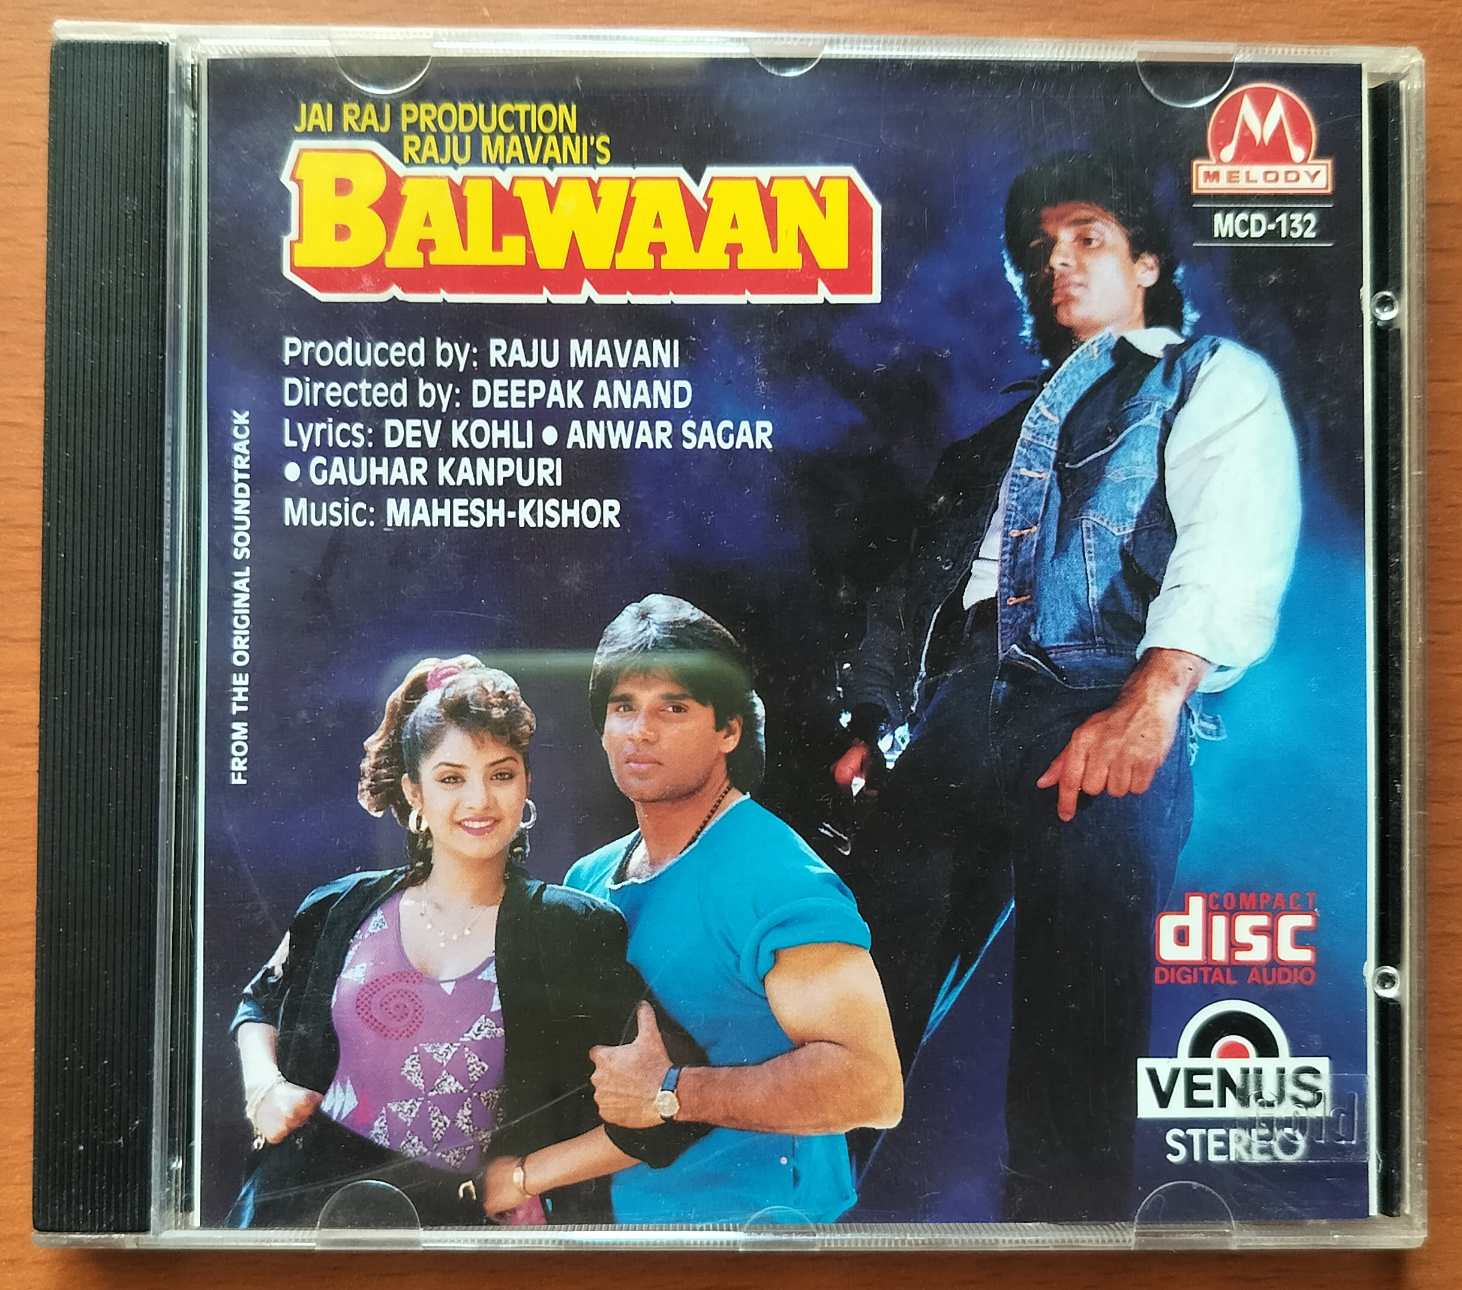 JAI RAJ PRODUCTION
RAJU MAVANI'S
BALWAAN
MELODY
MCD-132
Produced by: RAJU MAVANI
Directed by: DEEPAK ANAND
Lyrics: DEV KOHLI • ANWAR SAGAR
• GAUHAR KANPURI
Music: MAHESH-KISHOR
FROM THE ORIGINAL SOUNDTRACK
COMPACT
disc
DIGITAL AUDIO
VENUS
STEREO